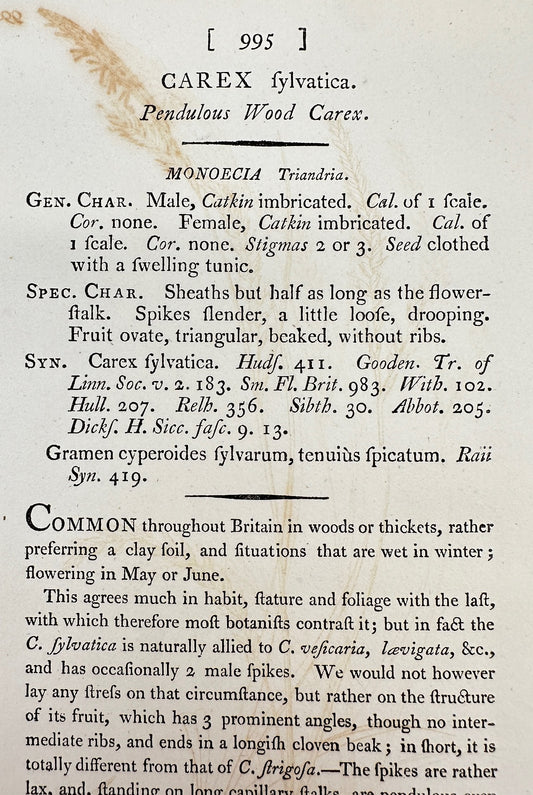 [ 995 ]
CAREX ſylvatica.
Pendulous Wood Carex.
MONOECIA Triandria.
GEN. CHAR. Male, Catkin imbricated. Cal. of 1 ſcale.
Cor. none. Female, Catkin imbricated. Cal. of
1 ſcale. Cor. none. Stigmas 2 or 3. Seed clothed
with a ſwelling tunic.
SPEC. CHAR. Sheaths but half as long as the flower-
ſtalk. Spikes ſlender, a little looſe, drooping.
Fruit ovate, triangular, beaked, without ribs.
SYN. Carex ſylvatica. Hudſ. 411. Gooden. Tr. of
Linn. Soc. v. 2. 183. Sm. Fl. Brit. 983. With. 102.
Hull. 207. Relh. 356. Sibth. 30. Abbot. 205.
Dickſ. H. Sicc. faſc. 9. 13.
Gramen cyperoides ſylvarum, tenuiùs ſpicatum. Raii
Syn. 419.
COMMON throughout Britain in woods or thickets, rather
preferring a clay ſoil, and ſituations that are wet in winter;
flowering in May or June.
This agrees much in habit, ſtature and foliage with the laſt,
with which therefore moſt botaniſts contraſt it; but in fact the
C. ſylvatica is naturally allied to C. veſicaria, lævigata, &c.,
and has occaſionally 2 male ſpikes. We would not however
lay any ſtreſs on that circumſtance, but rather on the ſtructure
of its fruit, which has 3 prominent angles, though no inter-
mediate ribs, and ends in a longiſh cloven beak; in ſhort, it is
totally different from that of C. ſtrigoſa.—The ſpikes are rather
lax, and, ſtanding on long capillary ſtalks, are pendulous even